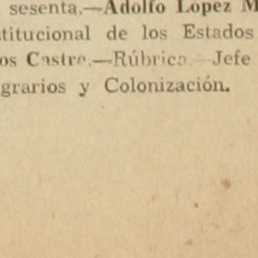 sesenta.—Adolfo López M
titucional de los Estados
os Castro.—Rúbrica.—Jefe
grarios y Colonización.